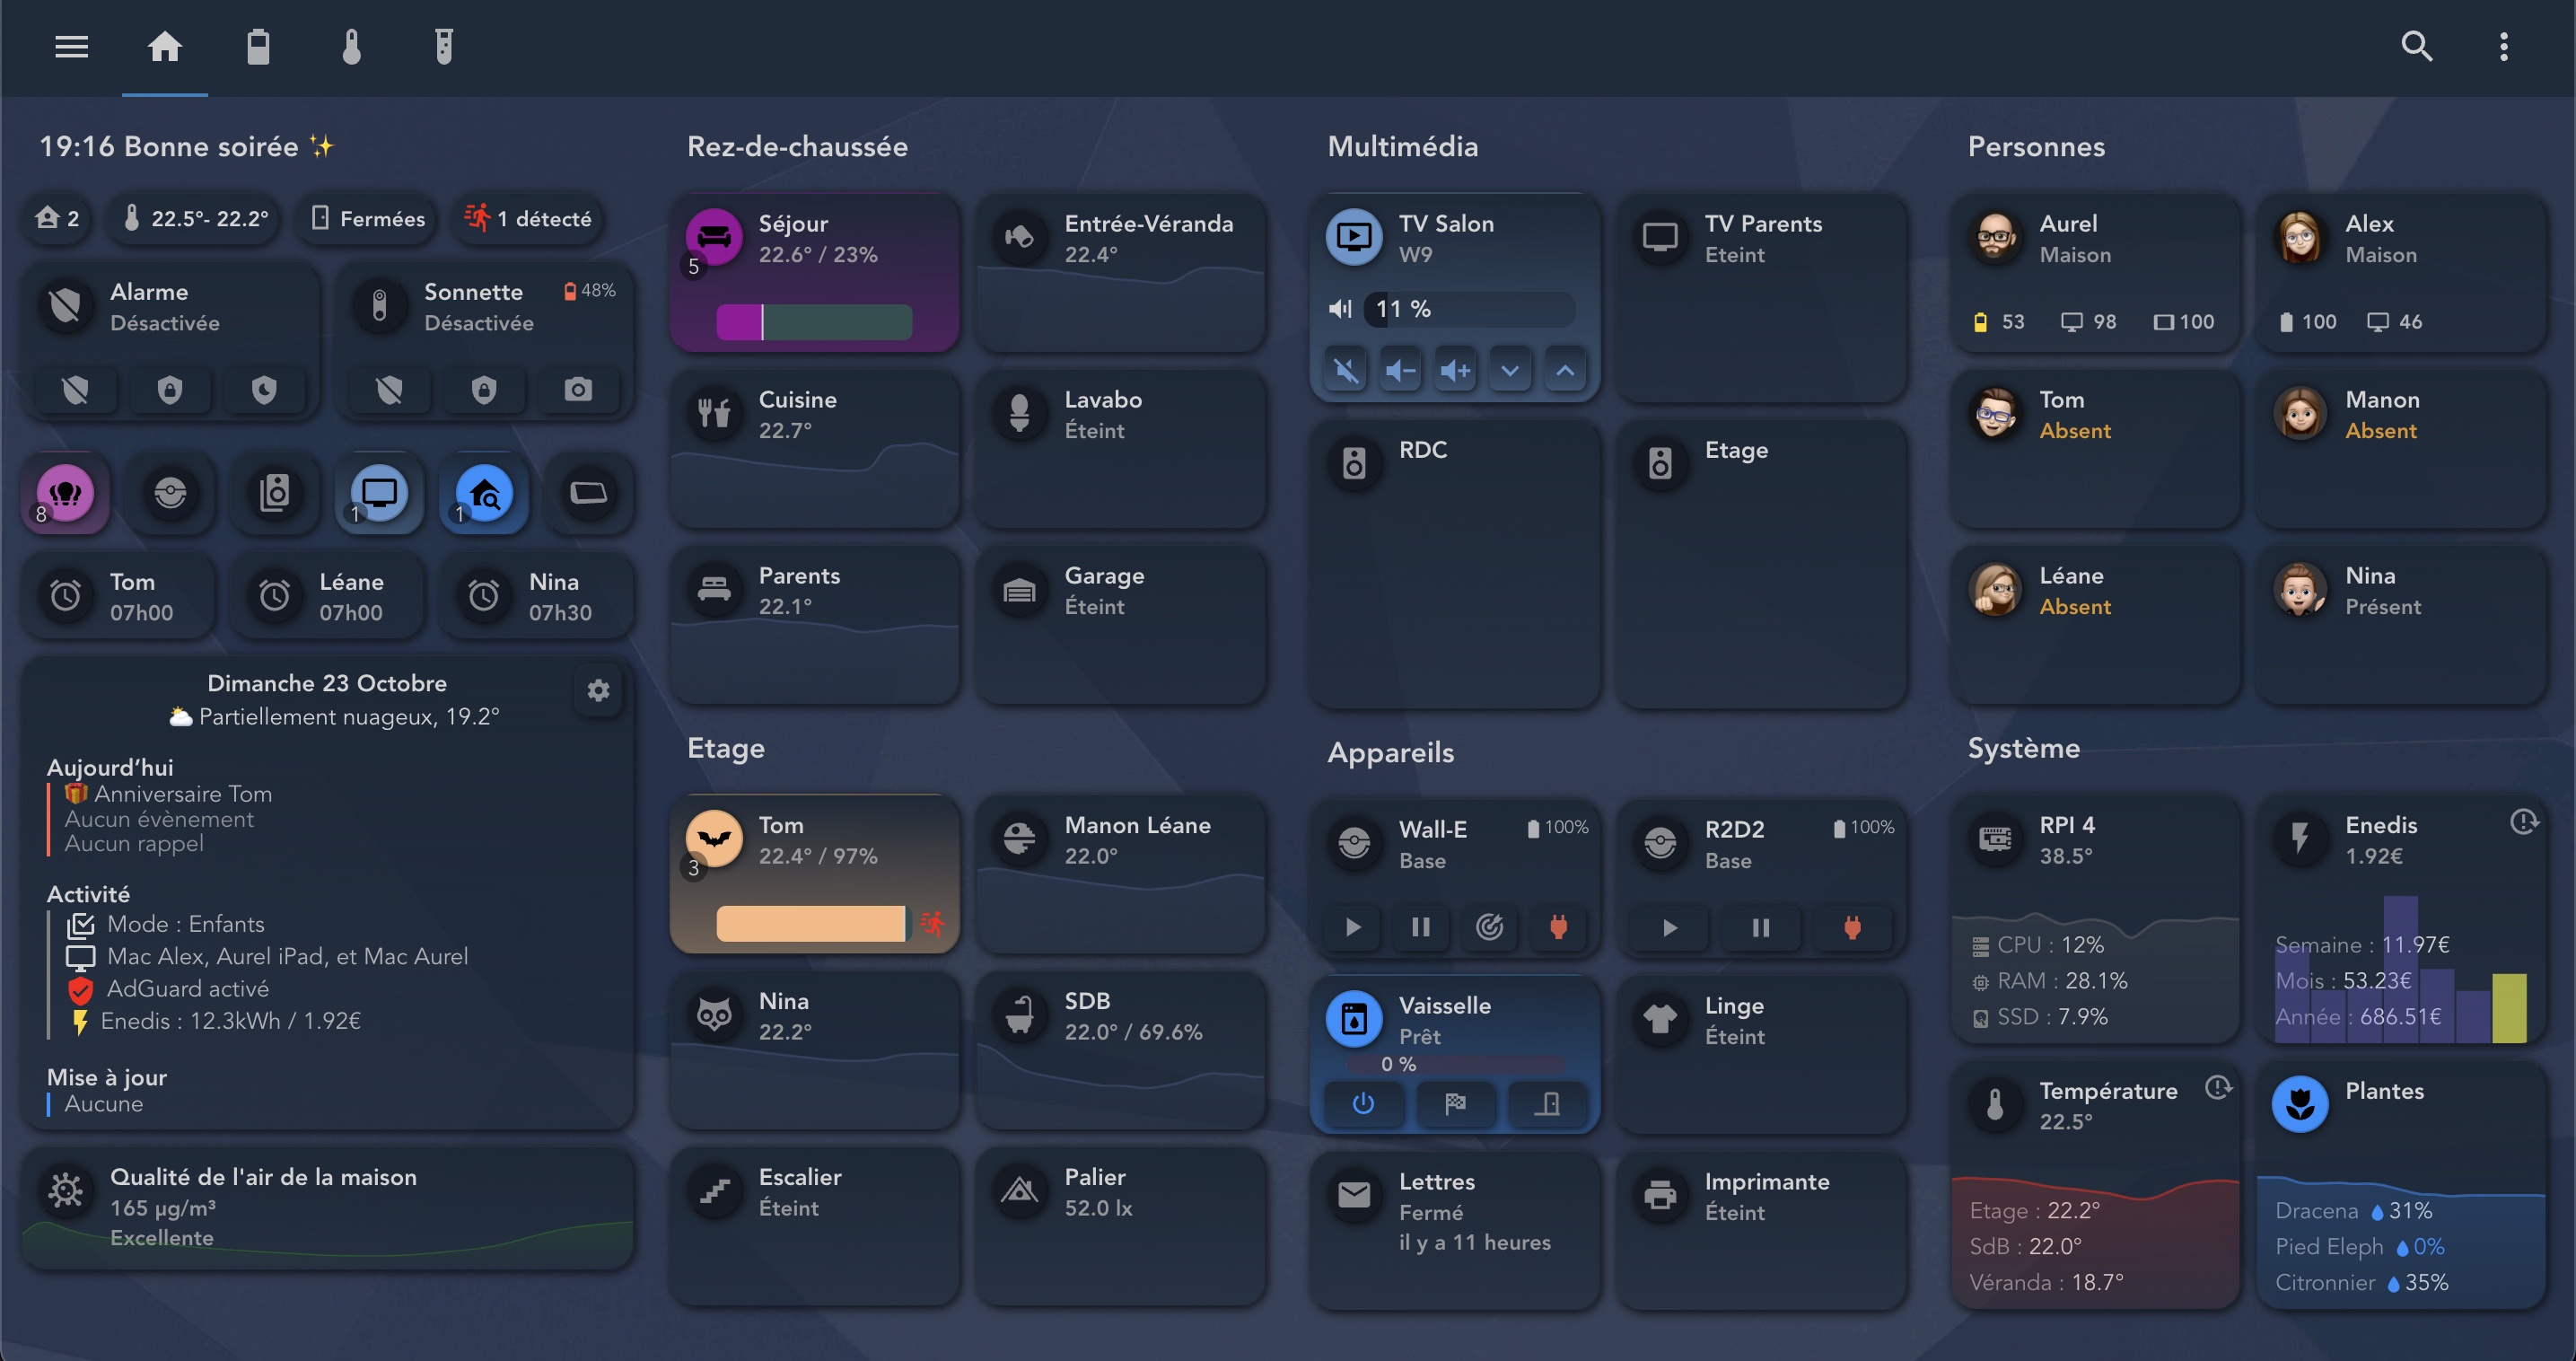 19:16 Bonne soirée ✨
2
22.5°- 22.2°
Fermées
1 détecté
Alarme
Désactivée
Sonnette
48%
Désactivée
8
1
1
Tom
07h00
Léane
07h00
Nina
07h30
Dimanche 23 Octobre
Partiellement nuageux, 19.2°
Aujourd’hui
Anniversaire Tom
Aucun évènement
Aucun rappel
Activité
Mode : Enfants
Mac Alex, Aurel iPad, et Mac Aurel
AdGuard activé
Enedis : 12.3kWh / 1.92€
Mise à jour
Aucune
Qualité de l'air de la maison
165 µg/m³
Excellente
Rez-de-chaussée
Séjour
22.6° / 23%
5
Entrée-Véranda
22.4°
Cuisine
22.7°
Lavabo
Éteint
Parents
22.1°
Garage
Éteint
Etage
Tom
22.4° / 97%
3
Manon Léane
22.0°
Nina
22.2°
SDB
22.0° / 69.6%
Escalier
Éteint
Palier
52.0 lx
Multimédia
TV Salon
W9
11 %
TV Parents
Eteint
RDC
Etage
Appareils
Wall-E
100%
Base
R2D2
100%
Base
Vaisselle
Prêt
0 %
Linge
Éteint
Lettres
Fermé
il y a 11 heures
Imprimante
Éteint
Personnes
Aurel
Maison
53
98
100
Alex
Maison
100
46
Tom
Absent
Manon
Absent
Léane
Absent
Nina
Présent
Système
RPI 4
38.5°
CPU : 12%
RAM : 28.1%
SSD : 7.9%
Enedis
1.92€
Semaine : 11.97€
Mois : 53.23€
Année : 686.51€
Température
22.5°
Etage : 22.2°
SdB : 22.0°
Véranda : 18.7°
Plantes
Dracena 31%
Pied Eleph 0%
Citronnier 35%